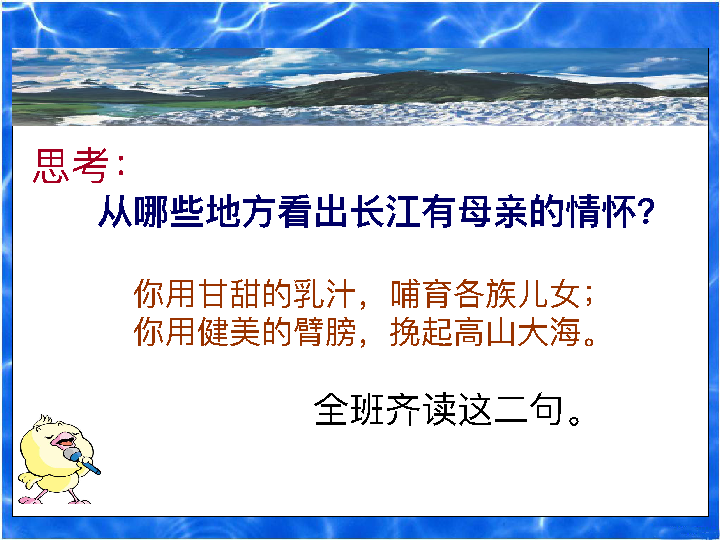 思考：
从哪些地方看出长江有母亲的情怀？
你用甘甜的乳汁，哺育各族儿女；
你用健美的臂膀，挽起高山大海。
全班齐读这二句。